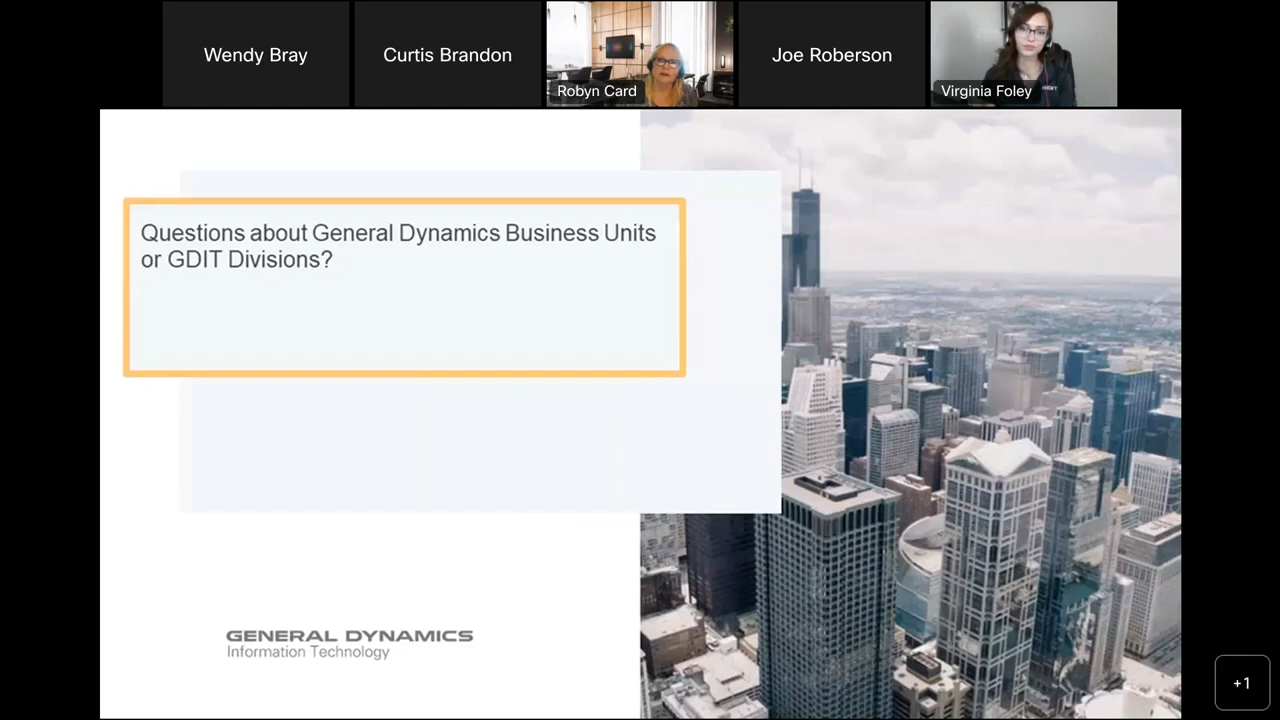 Wendy Bray
Curtis Brandon
Robyn Card
Joe Roberson
Virginia Foley
Questions about General Dynamics Business Units
or GDIT Divisions?
GENERAL DYNAMICS
Information Technology
+1